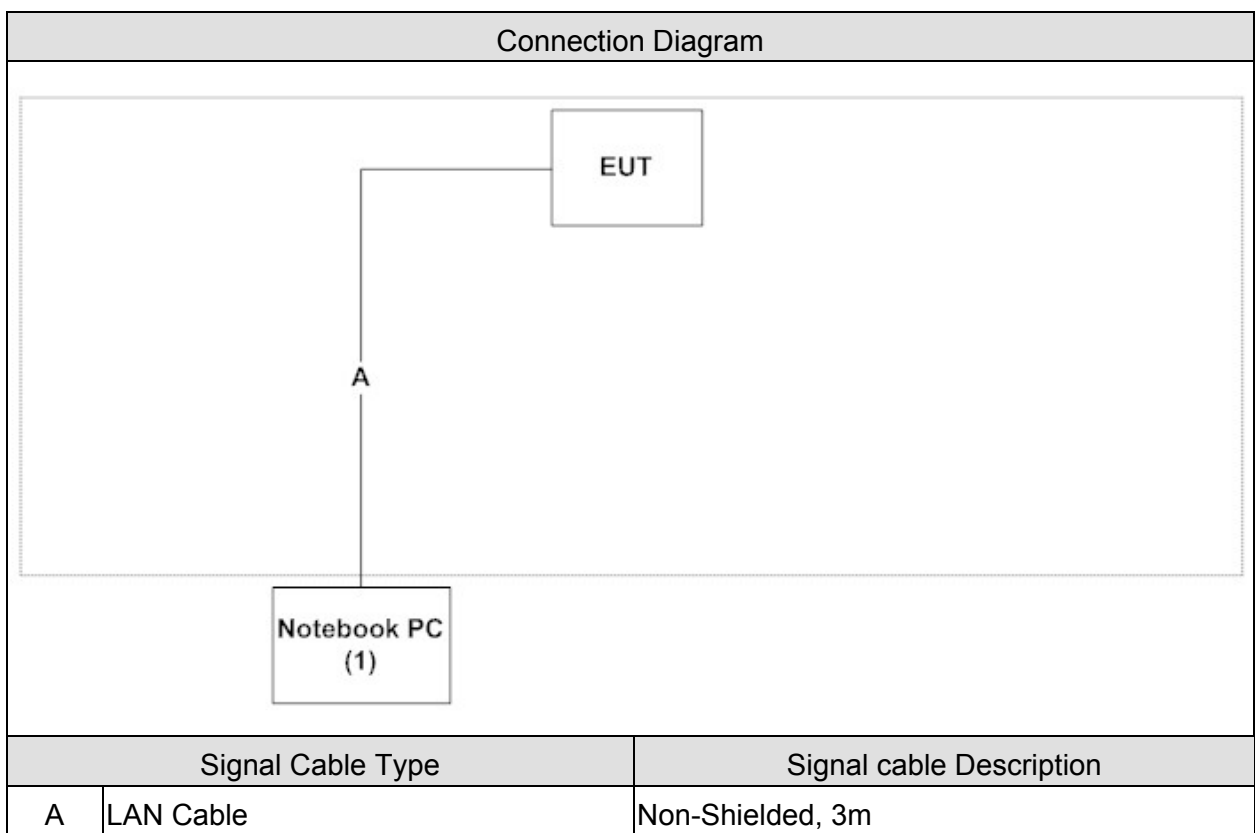 Connection Diagram
EUT
A
Notebook PC
(1)
Signal Cable Type Signal cable Description
A LAN Cable Non-Shielded, 3m